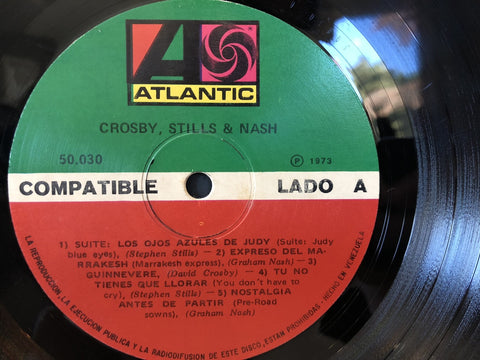 ATLANTIC
CROSBY, STILLS & NASH
50.030
Ⓟ 1973
COMPATIBLE
LADO A
1) SUITE: LOS OJOS AZULES DE JUDY (Suite: Judy
blue eyes), (Stephen Stills) — 2) EXPRESO DEL MA-
RRAKESH (Marrakesh express), (Graham Nash) — 3)
GUINNEVERE, (David Crosby) — 4) TU NO
TIENES QUE LLORAR (You don't have to
cry), (Stephen Stills) — 5) NOSTALGIA
ANTES DE PARTIR (Pre-Road
sowns), (Graham Nash)
LA REPRODUCCION, LA EJECUCION PUBLICA Y LA RADIODIFUSION DE ESTE DISCO, ESTAN PROHIBIDAS - HECHO EN VENEZUELA